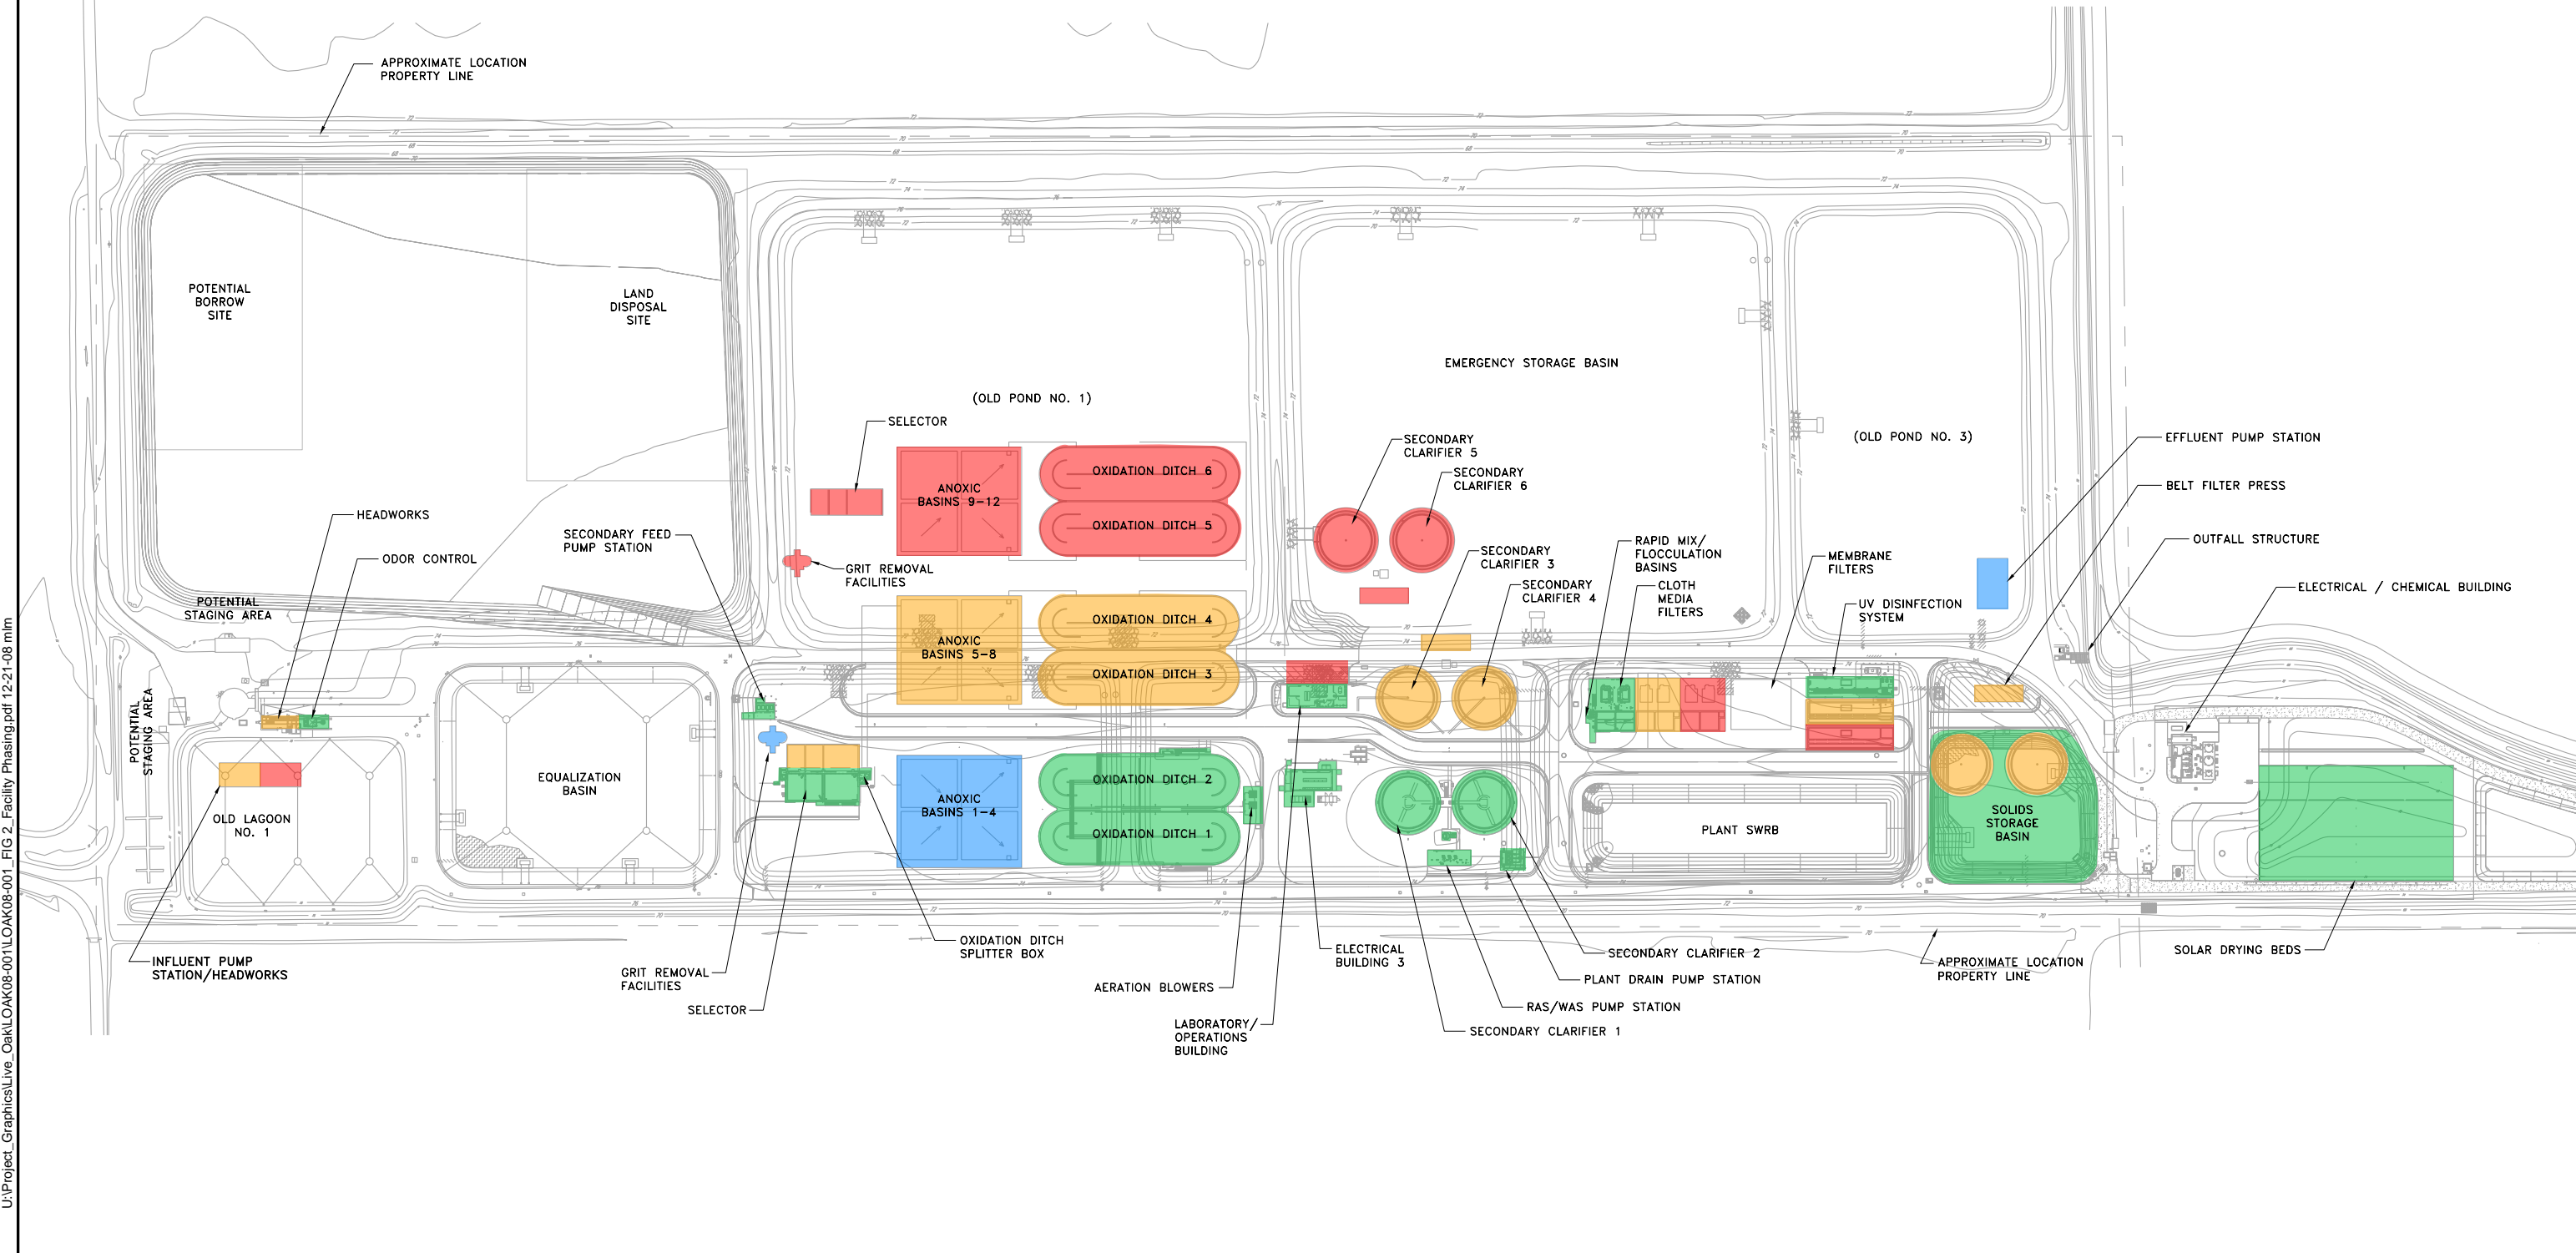 APPROXIMATE LOCATION
PROPERTY LINE
POTENTIAL
BORROW
SITE
LAND
DISPOSAL
SITE
(OLD POND NO. 1)
EMERGENCY STORAGE BASIN
(OLD POND NO. 3)
SELECTOR
ANOXIC
BASINS 9-12
OXIDATION DITCH 6
OXIDATION DITCH 5
SECONDARY
CLARIFIER 5
SECONDARY
CLARIFIER 6
EFFLUENT PUMP STATION
BELT FILTER PRESS
OUTFALL STRUCTURE
ELECTRICAL / CHEMICAL BUILDING
HEADWORKS
ODOR CONTROL
SECONDARY FEED
PUMP STATION
GRIT REMOVAL
FACILITIES
SECONDARY
CLARIFIER 3
SECONDARY
CLARIFIER 4
RAPID MIX/
FLOCCULATION
BASINS
CLOTH
MEDIA
FILTERS
MEMBRANE
FILTERS
UV DISINFECTION
SYSTEM
POTENTIAL
STAGING AREA
POTENTIAL
STAGING AREA
ANOXIC
BASINS 5-8
OXIDATION DITCH 4
OXIDATION DITCH 3
EQUALIZATION
BASIN
OLD LAGOON
NO. 1
ANOXIC
BASINS 1-4
OXIDATION DITCH 2
OXIDATION DITCH 1
PLANT SWRB
SOLIDS
STORAGE
BASIN
INFLUENT PUMP
STATION/HEADWORKS
GRIT REMOVAL
FACILITIES
SELECTOR
OXIDATION DITCH
SPLITTER BOX
AERATION BLOWERS
LABORATORY/
OPERATIONS
BUILDING
ELECTRICAL
BUILDING 3
SECONDARY CLARIFIER 2
PLANT DRAIN PUMP STATION
RAS/WAS PUMP STATION
SECONDARY CLARIFIER 1
APPROXIMATE LOCATION
PROPERTY LINE
SOLAR DRYING BEDS
U:\Project_Graphics\Live_Oak\LOAK08-001\LOAK08-001_FIG 2_Facility Phasing.pdf 12-21-08 mlm